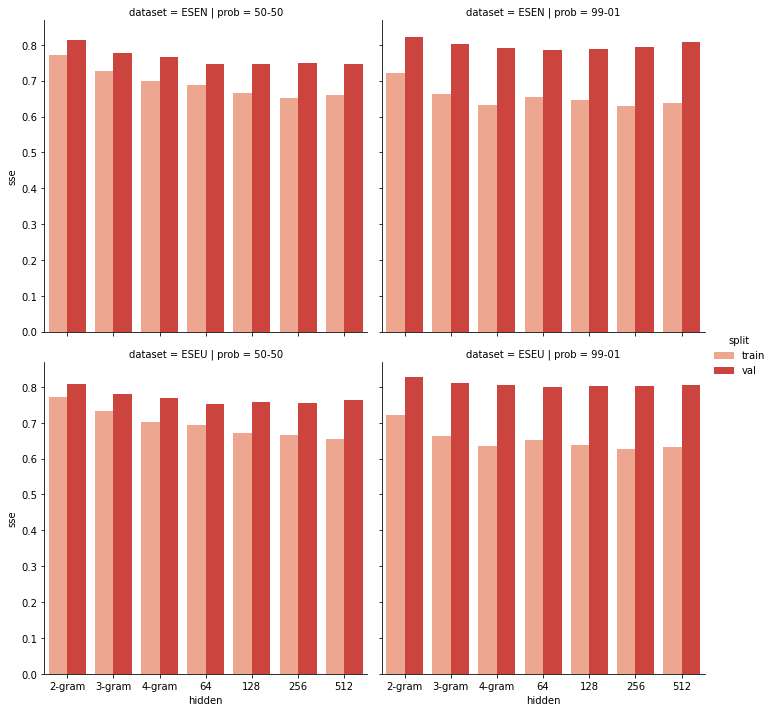 dataset = ESEN | prob = 50-50
dataset = ESEN | prob = 99-01
0.8
0.7
0.6
0.5
0.4
0.3
0.2
0.1
0.0
sse
split
train
val
dataset = ESEU | prob = 50-50
dataset = ESEU | prob = 99-01
0.8
0.7
0.6
0.5
0.4
0.3
0.2
0.1
0.0
sse
2-gram 3-gram 4-gram 64 128 256 512
hidden
2-gram 3-gram 4-gram 64 128 256 512
hidden